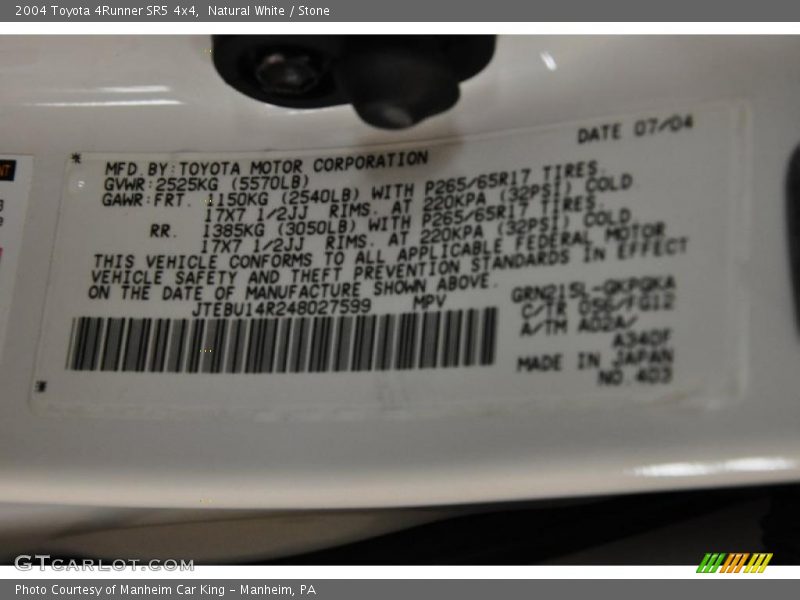 2004 Toyota 4Runner SR5 4x4,  Natural White / Stone
DATE 07/04
MFD. BY: TOYOTA MOTOR CORPORATION
GVWR: 2525KG (5570LB)
GAWR: FRT. 1150KG (2540LB) WITH P265/65R17 TIRES.
17X7 1/2JJ RIMS. AT 220KPA (32PSI) COLD
RR. 1385KG (3050LB) WITH P265/65R17 TIRES.
17X7 1/2JJ RIMS. AT 220KPA (32PSI) COLD
THIS VEHICLE CONFORMS TO ALL APPLICABLE FEDERAL MOTOR
VEHICLE SAFETY AND THEFT PREVENTION STANDARDS IN EFFECT
ON THE DATE OF MANUFACTURE SHOWN ABOVE.
JTEBU14R248027599 MPV
GRN215L-GKPGKA
C/TR 056/FG12
A/TM A02A/
A340F
MADE IN JAPAN
NO.403
GTCARLOT.COM
Photo Courtesy of Manheim Car King - Manheim, PA